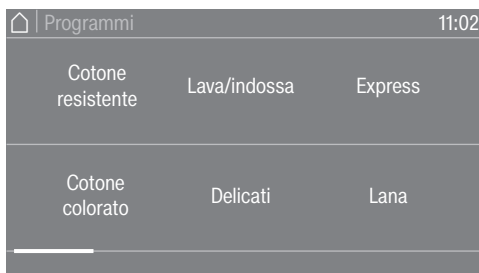 Programmi
11:02
Cotone
resistente
Lava/indossa
Express
Cotone
colorato
Delicati
Lana